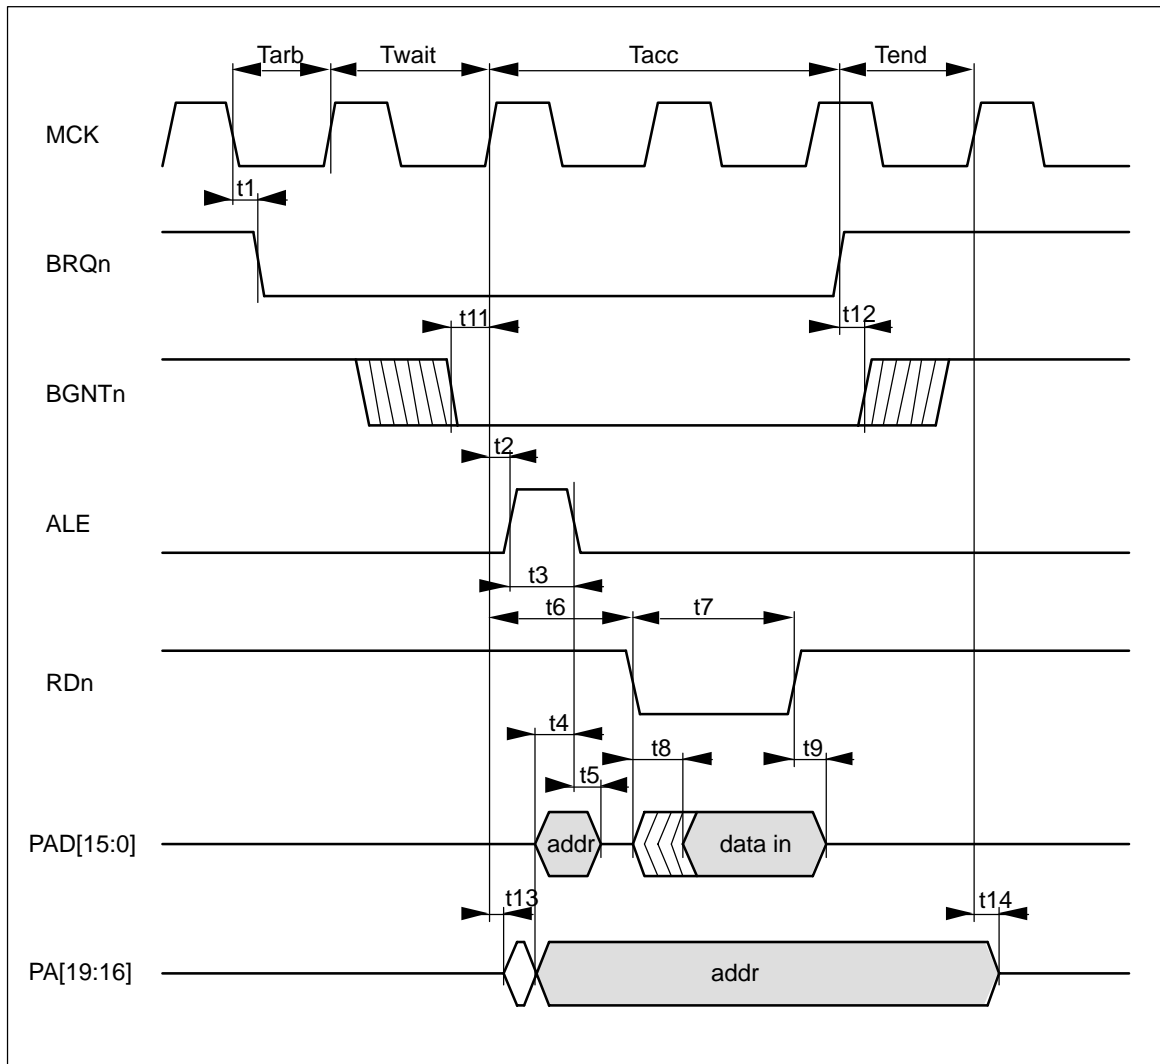 Tarb Twait Tacc Tend
MCK
t1
BRQn
t11 t12
BGNTn
t2
ALE
t3
t6 t7
RDn
t4 t8 t9
t5
PAD[15:0] addr data in
t13 t14
PA[19:16] addr